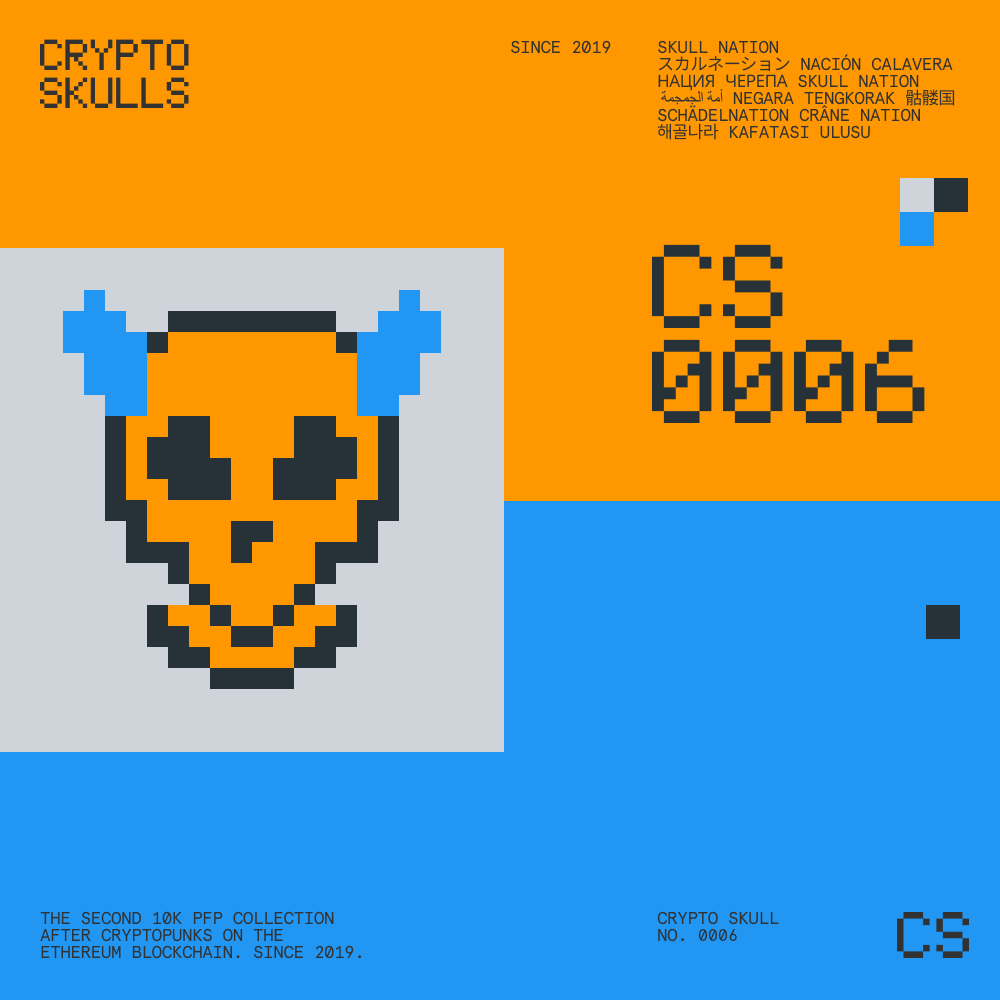 CRYPTO
SKULLS
SINCE 2019
SKULL NATION
スカルネーション NACIÓN CALAVERA
НАЦИЯ ЧЕРЕПА SKULL NATION
أمة الجمجمة NEGARA TENGKORAK 骷髅国
SCHÄDELNATION CRÂNE NATION
해골나라 KAFATASI ULUSU
CS
0006
THE SECOND 10K PFP COLLECTION
AFTER CRYPTOPUNKS ON THE
ETHEREUM BLOCKCHAIN. SINCE 2019.
CRYPTO SKULL
NO. 0006
CS